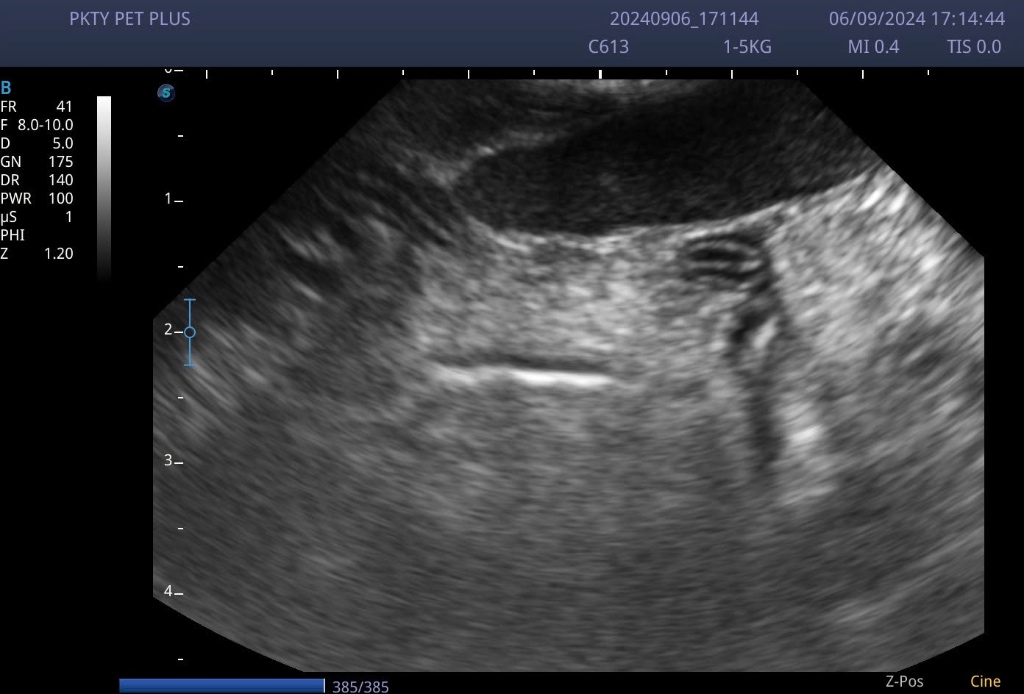 PKTY PET PLUS 20240906_171144 06/09/2024 17:14:44
C613 1-5KG MI 0.4 TIS 0.0
B
FR 41
F 8.0-10.0
D 5.0
GN 175
DR 140
PWR 100
µS 1
PHI
Z 1.20
S
0
1
2
3
4
385/385 Z-Pos Cine